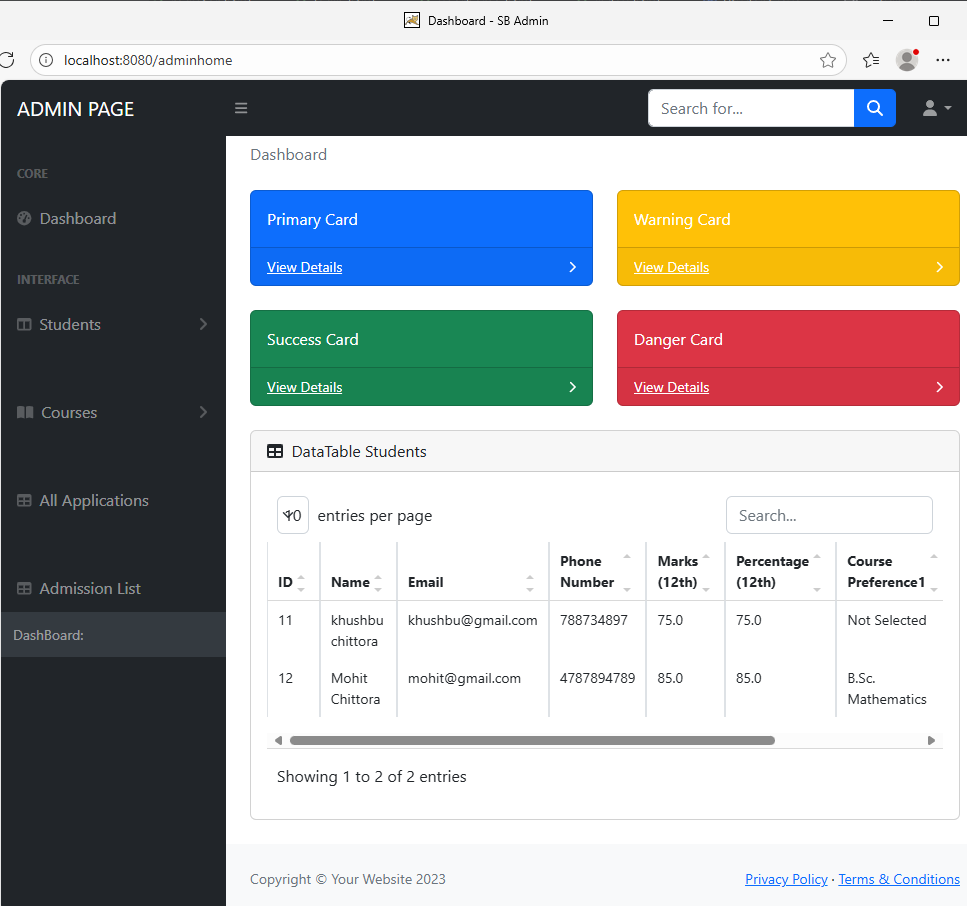 Dashboard - SB Admin
localhost:8080/adminhome
ADMIN PAGE
Search for...
CORE
Dashboard
INTERFACE
Students
Courses
All Applications
Admission List
DashBoard:
Dashboard
Primary Card
View Details
Warning Card
View Details
Success Card
View Details
Danger Card
View Details
DataTable Students
entries per page
Search...
ID Name Email Phone Number Marks (12th) Percentage (12th) Course Preference1
11 khushbu chittora khushbu@gmail.com 788734897 75.0 75.0 Not Selected
12 Mohit Chittora mohit@gmail.com 4787894789 85.0 85.0 B.Sc. Mathematics
Showing 1 to 2 of 2 entries
Copyright © Your Website 2023
Privacy Policy · Terms & Conditions